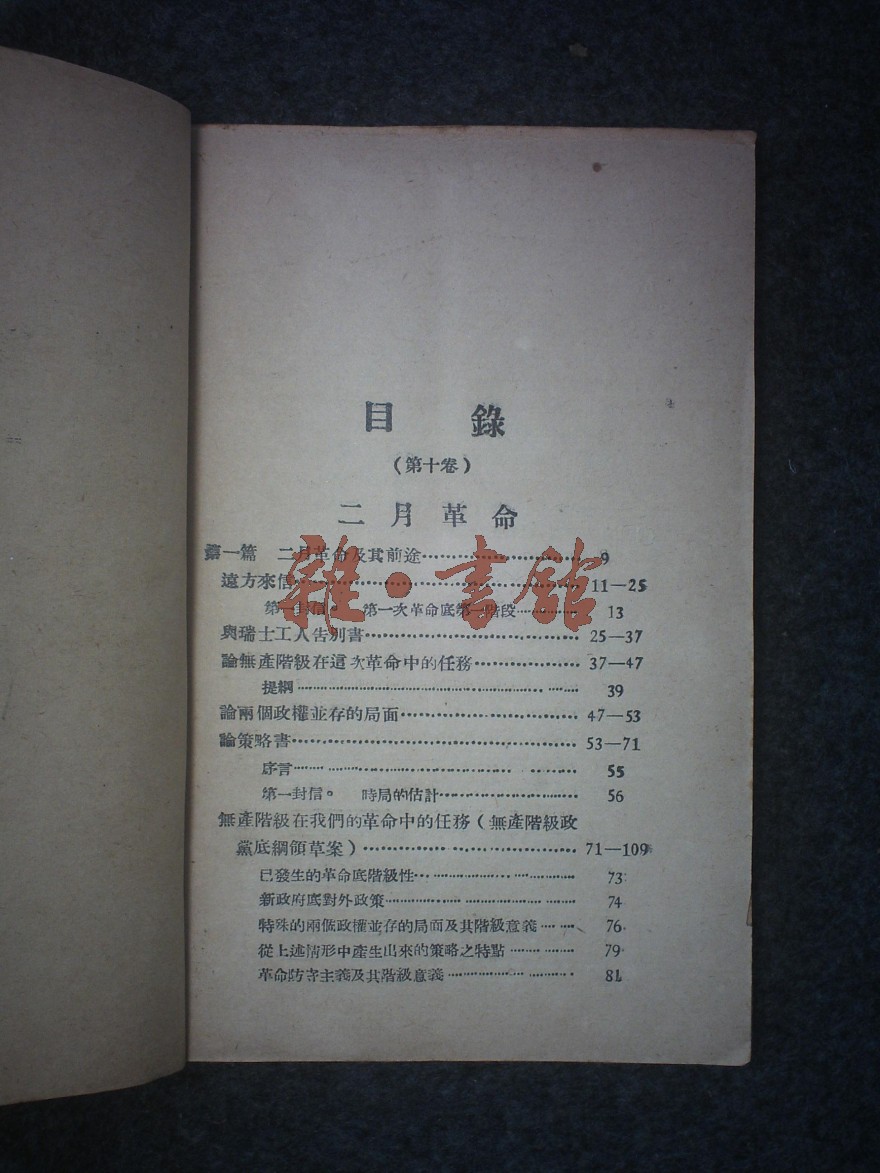 目 錄
(第十卷)
二月革命
第一篇 二月革命及其前途……………………9
遠方來信……………………11—25
第一封信。 第一次革命底第一階段……………13
與瑞士工人告別書……………………25—37
論無產階級在這次革命中的任務……………37—47
提綱……………………39
論兩個政權並存的局面……………………47—53
論策略書……………………53—71
序言……………………55
第一封信。 時局的估計……………………56
無產階級在我們的革命中的任務(無產階級政
黨底綱領草案)……………………71—109
已發生的革命底階級性……………………73
新政府底對外政策……………………74
特殊的兩個政權並存的局面及其階級意義……76
從上述情形中產生出來的策略之特點……………79
革命防守主義及其階級意義……………………81
雜·書館